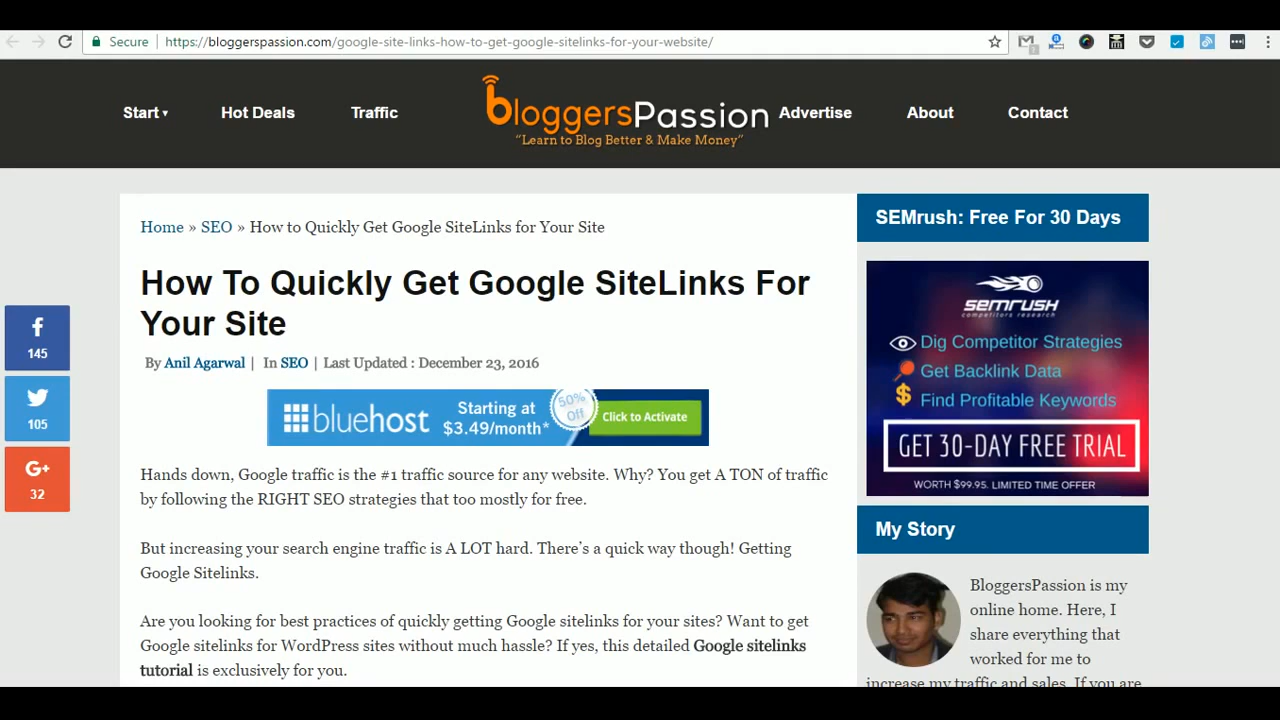 Secure
https://bloggerspassion.com/google-site-links-how-to-get-google-sitelinks-for-your-website/
Start
Hot Deals
Traffic
bloggersPassion
"Learn to Blog Better & Make Money"
Advertise
About
Contact
Home » SEO » How to Quickly Get Google SiteLinks for Your Site
How To Quickly Get Google SiteLinks For
Your Site
By Anil Agarwal | In SEO | Last Updated : December 23, 2016
145
105
G+
32
bluehost
Starting at
$3.49/month*
50%
Off
Click to Activate
Hands down, Google traffic is the #1 traffic source for any website. Why? You get A TON of traffic
by following the RIGHT SEO strategies that too mostly for free.
But increasing your search engine traffic is A LOT hard. There's a quick way though! Getting
Google Sitelinks.
Are you looking for best practices of quickly getting Google sitelinks for your sites? Want to get
Google sitelinks for WordPress sites without much hassle? If yes, this detailed Google sitelinks
tutorial is exclusively for you.
SEMrush: Free For 30 Days
SEMRUSH
competitors research
Dig Competitor Strategies
Get Backlink Data
Find Profitable Keywords
GET 30-DAY FREE TRIAL
WORTH $99.95. LIMITED TIME OFFER
My Story
BloggersPassion is my
online home. Here, I
share everything that
worked for me to
increase my traffic and sales. If you are